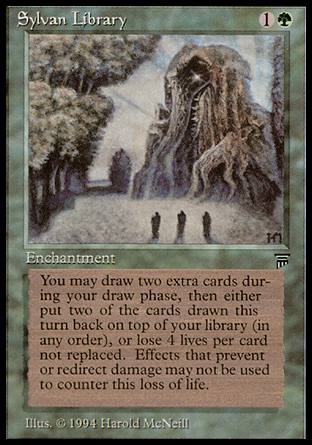 Sylvan Library 1
Enchantment
You may draw two extra cards dur-
ing your draw phase, then either
put two of the cards drawn this
turn back on top of your library (in
any order), or lose 4 lives per card
not replaced. Effects that prevent
or redirect damage may not be used
to counter this loss of life.
Illus. © 1994 Harold McNeill